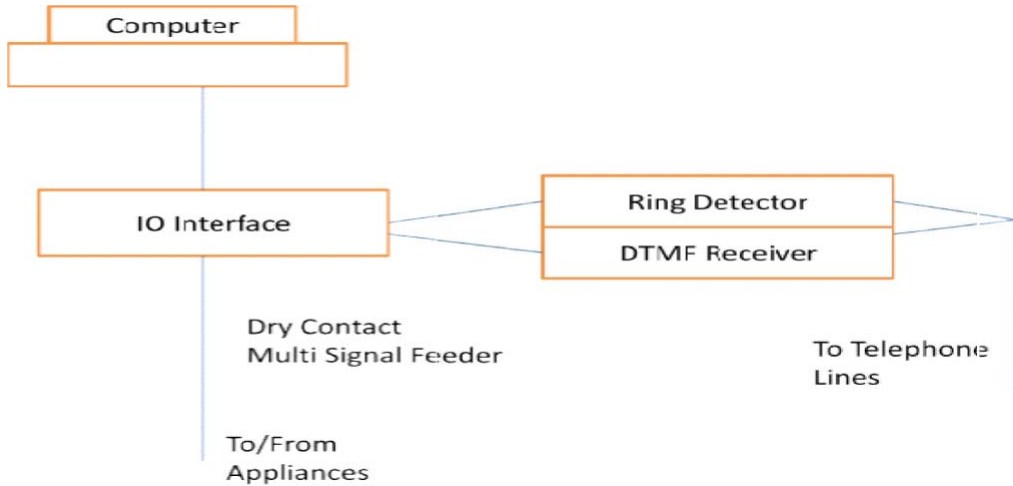 Computer
IO Interface
Ring Detector
DTMF Receiver
Dry Contact
Multi Signal Feeder
To Telephone
Lines
To/From
Appliances